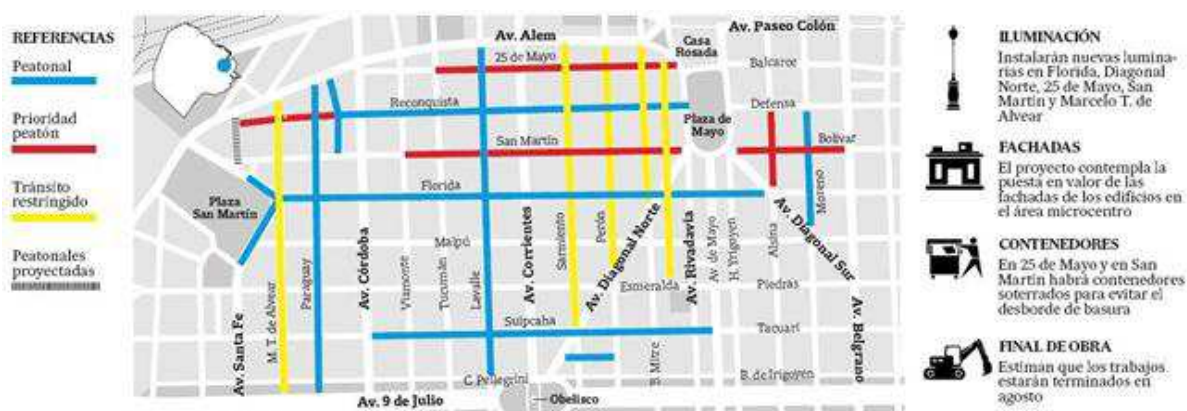 REFERENCIAS
Peatonal
Prioridad
peatón
Tránsito
restringido
Peatonales
proyectadas
Av. Alem
Av. Paseo Colón
25 de Mayo
Casa
Rosada
Balcarce
Reconquista
Defensa
Plaza de
Mayo
San Martín
Bolívar
Plaza
San Martín
Florida
Moreno
Av. Santa Fe
M. T. de Alvear
Paraguay
Av. Córdoba
Viamonte
Maipú
Tucumán
Lavalle
Av. Corrientes
Sarmiento
Perón
Av. Diagonal Norte
Esmeralda
Av. Rivadavia
Av. de Mayo
H. Yrigoyen
Alsina
Av. Diagonal Sur
Piedras
Suipcaha
Tacuarí
Av. Belgrano
C. Pellegrini
B. Mitre
B. de Irigoyen
Av. 9 de Julio
Obelisco
ILUMINACIÓN
Instalarán nuevas lumina-
rias en Florida, Diagonal
Norte, 25 de Mayo, San
Martín y Marcelo T. de
Alvear
FACHADAS
El proyecto contempla la
puesta en valor de las
fachadas de los edificios en
el área microcentro
CONTENEDORES
En 25 de Mayo y en San
Martín habrá contenedores
soterrados para evitar el
desborde de basura
FINAL DE OBRA
Estiman que los trabajos
estarán terminados en
agosto